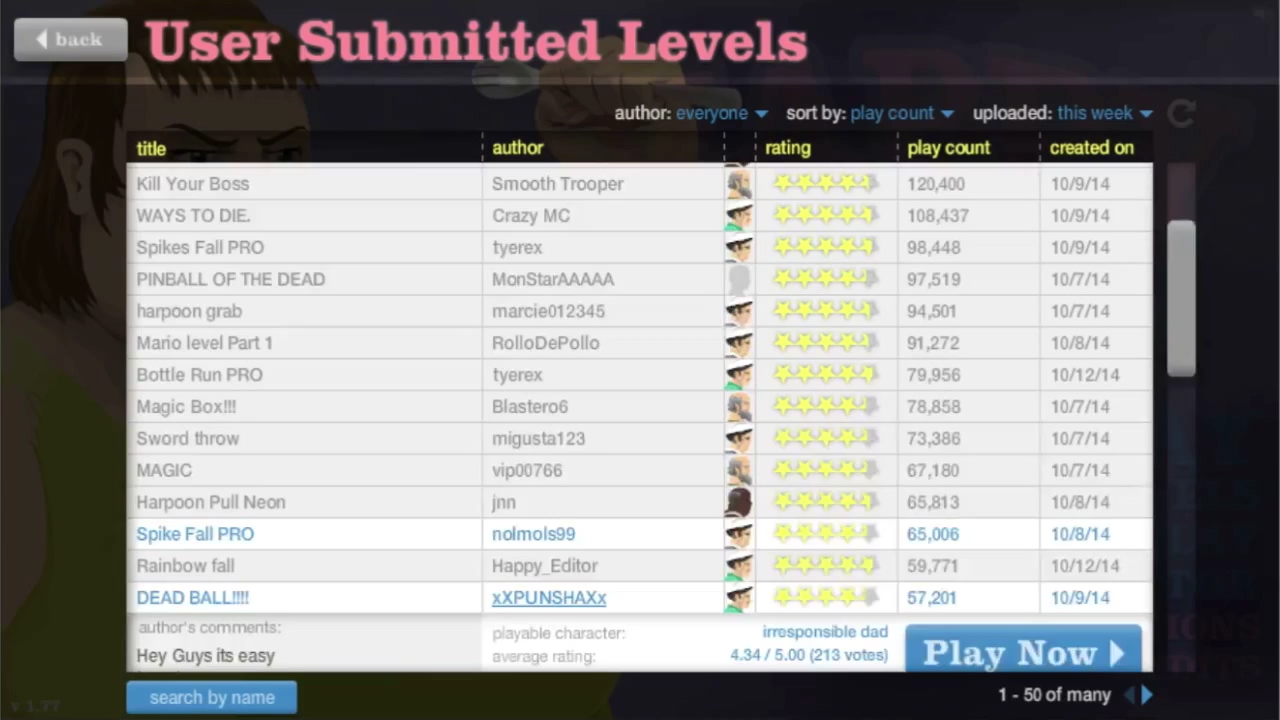 back
User Submitted Levels
author: everyone sort by: play count uploaded: this week
title author rating play count created on
Kill Your Boss Smooth Trooper 120,400 10/9/14
WAYS TO DIE. Crazy MC 108,437 10/9/14
Spikes Fall PRO tyerex 98,448 10/9/14
PINBALL OF THE DEAD MonStarAAAAA 97,519 10/7/14
harpoon grab marcie012345 94,501 10/7/14
Mario level Part 1 RolloDePollo 91,272 10/8/14
Bottle Run PRO tyerex 79,956 10/12/14
Magic Box!!! Blastero6 78,858 10/7/14
Sword throw migusta123 73,386 10/7/14
MAGIC vip00766 67,180 10/7/14
Harpoon Pull Neon jnn 65,813 10/8/14
Spike Fall PRO nolmols99 65,006 10/8/14
Rainbow fall Happy_Editor 59,771 10/12/14
DEAD BALL!!!! xXPUNSHAXx 57,201 10/9/14
author's comments: playable character: irresponsible dad
Hey Guys its easy average rating: 4.34 / 5.00 (213 votes)
Play Now
search by name 1 - 50 of many
v 1.77